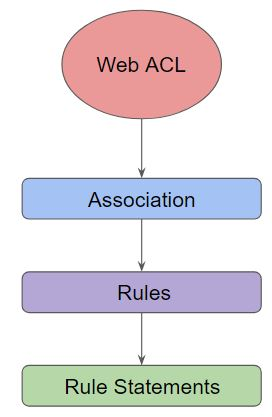 Web ACL
Association
Rules
Rule Statements